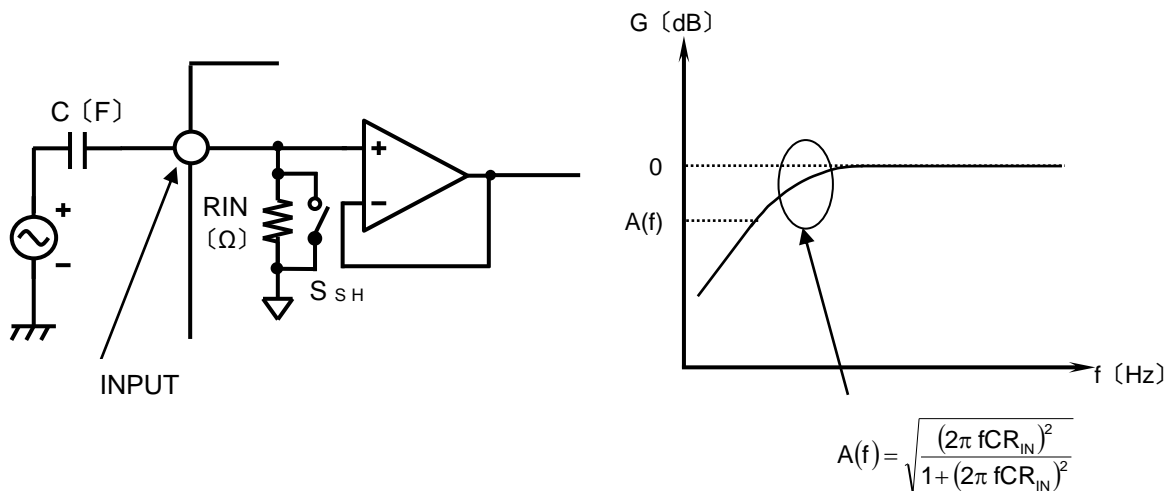 C〔F〕
+
−
INPUT
RIN
〔Ω〕
S SH
+
−
G〔dB〕
0
A(f)
f〔Hz〕
A(f) = √((2π fCR_IN)² / (1 + (2π fCR_IN)²))